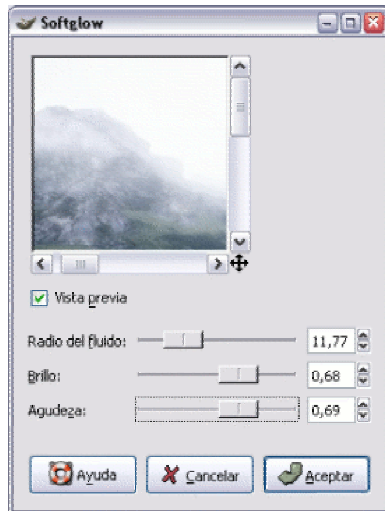 Softglow
Vista previa
Radio del fluido: 11,77
Brillo: 0,68
Agudeza: 0,69
Ayuda Cancelar Aceptar